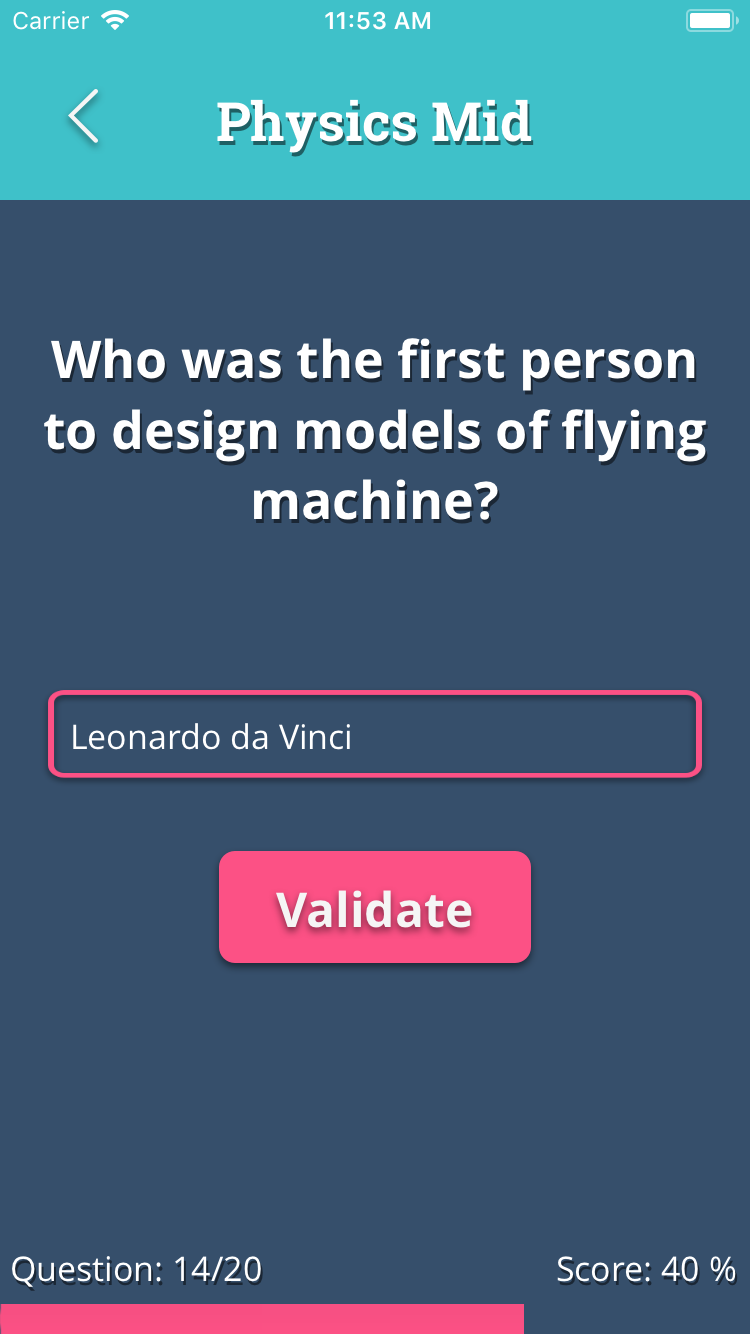 Carrier 11:53 AM
Physics Mid
Who was the first person
to design models of flying
machine?
Leonardo da Vinci
Validate
Question: 14/20 Score: 40 %